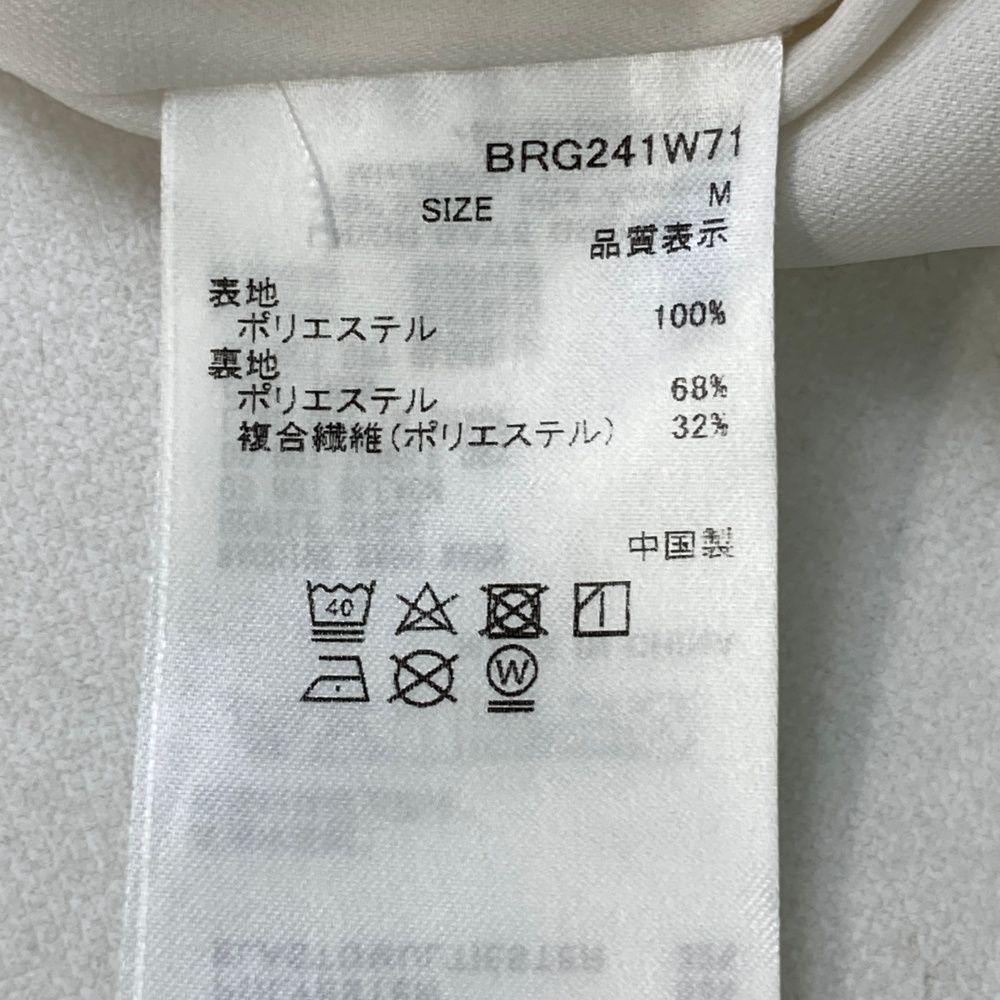 BRG241W71
SIZE M
品質表示
表地
ポリエステル 100%
裏地
ポリエステル 68%
複合繊維(ポリエステル) 32%
中国製
40
W